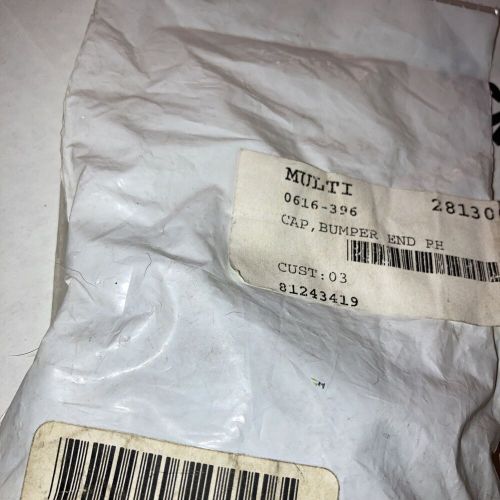 MULTI 28130
0616-396
CAP, BUMPER END PH
CUST:03
81243419